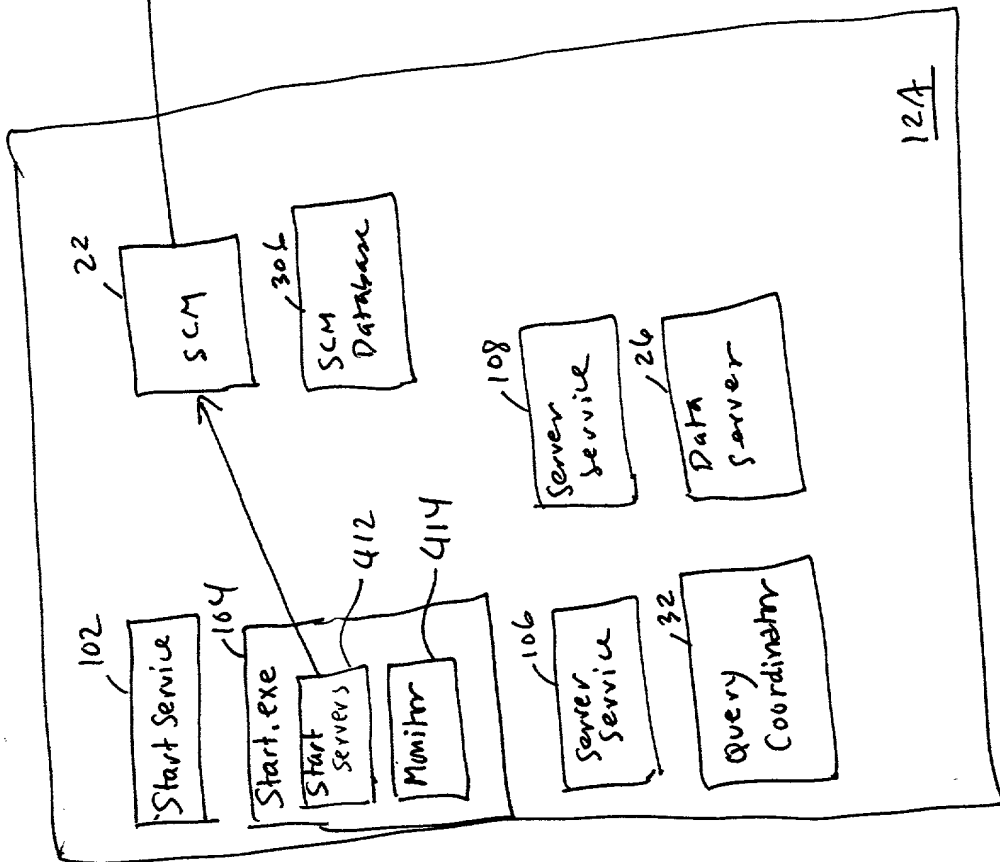 102
Start Service
104
Start.exe
Start
servers
412
Monitor
414
22
SCM
306
SCM
Database
106
Server
Service
32
Query
Coordinator
108
Server
Service
26
Data
Server
12A